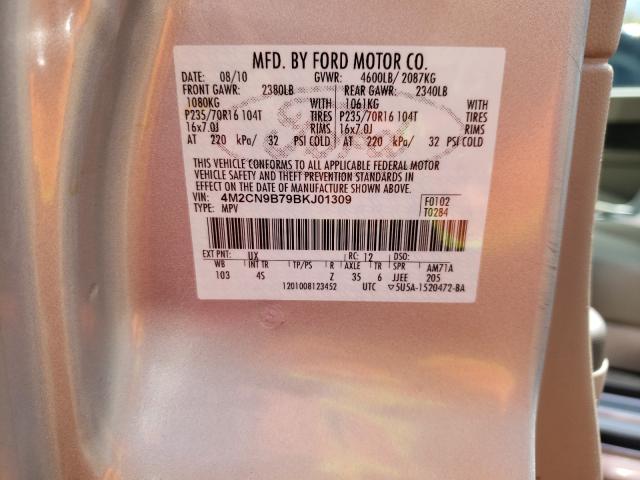 MFD. BY FORD MOTOR CO.
DATE: 08/10 GVWR: 4600LB/ 2087KG
FRONT GAWR: 2380LB REAR GAWR: 2340LB
1080KG WITH 1061KG WITH
P235/70R16 104T TIRES P235/70R16 104T TIRES
16x7.0J RIMS 16x7.0J RIMS
AT 220 kPa/ 32 PSI COLD AT 220 kPa/ 32 PSI COLD
THIS VEHICLE CONFORMS TO ALL APPLICABLE FEDERAL MOTOR
VEHICLE SAFETY AND THEFT PREVENTION STANDARDS IN
EFFECT ON THE DATE OF MANUFACTURE SHOWN ABOVE.
VIN: 4M2CN9B79BKJ01309 F0102
TYPE: MPV T0284
EXT PNT: UX RC: 12 DSO:
WB INT TR TP/PS R AXLE TR SPR AM71A
103 4S Z 35 6 JJEE 205
1201008123452 UTC ▽5U5A-1520472-BA
Ford